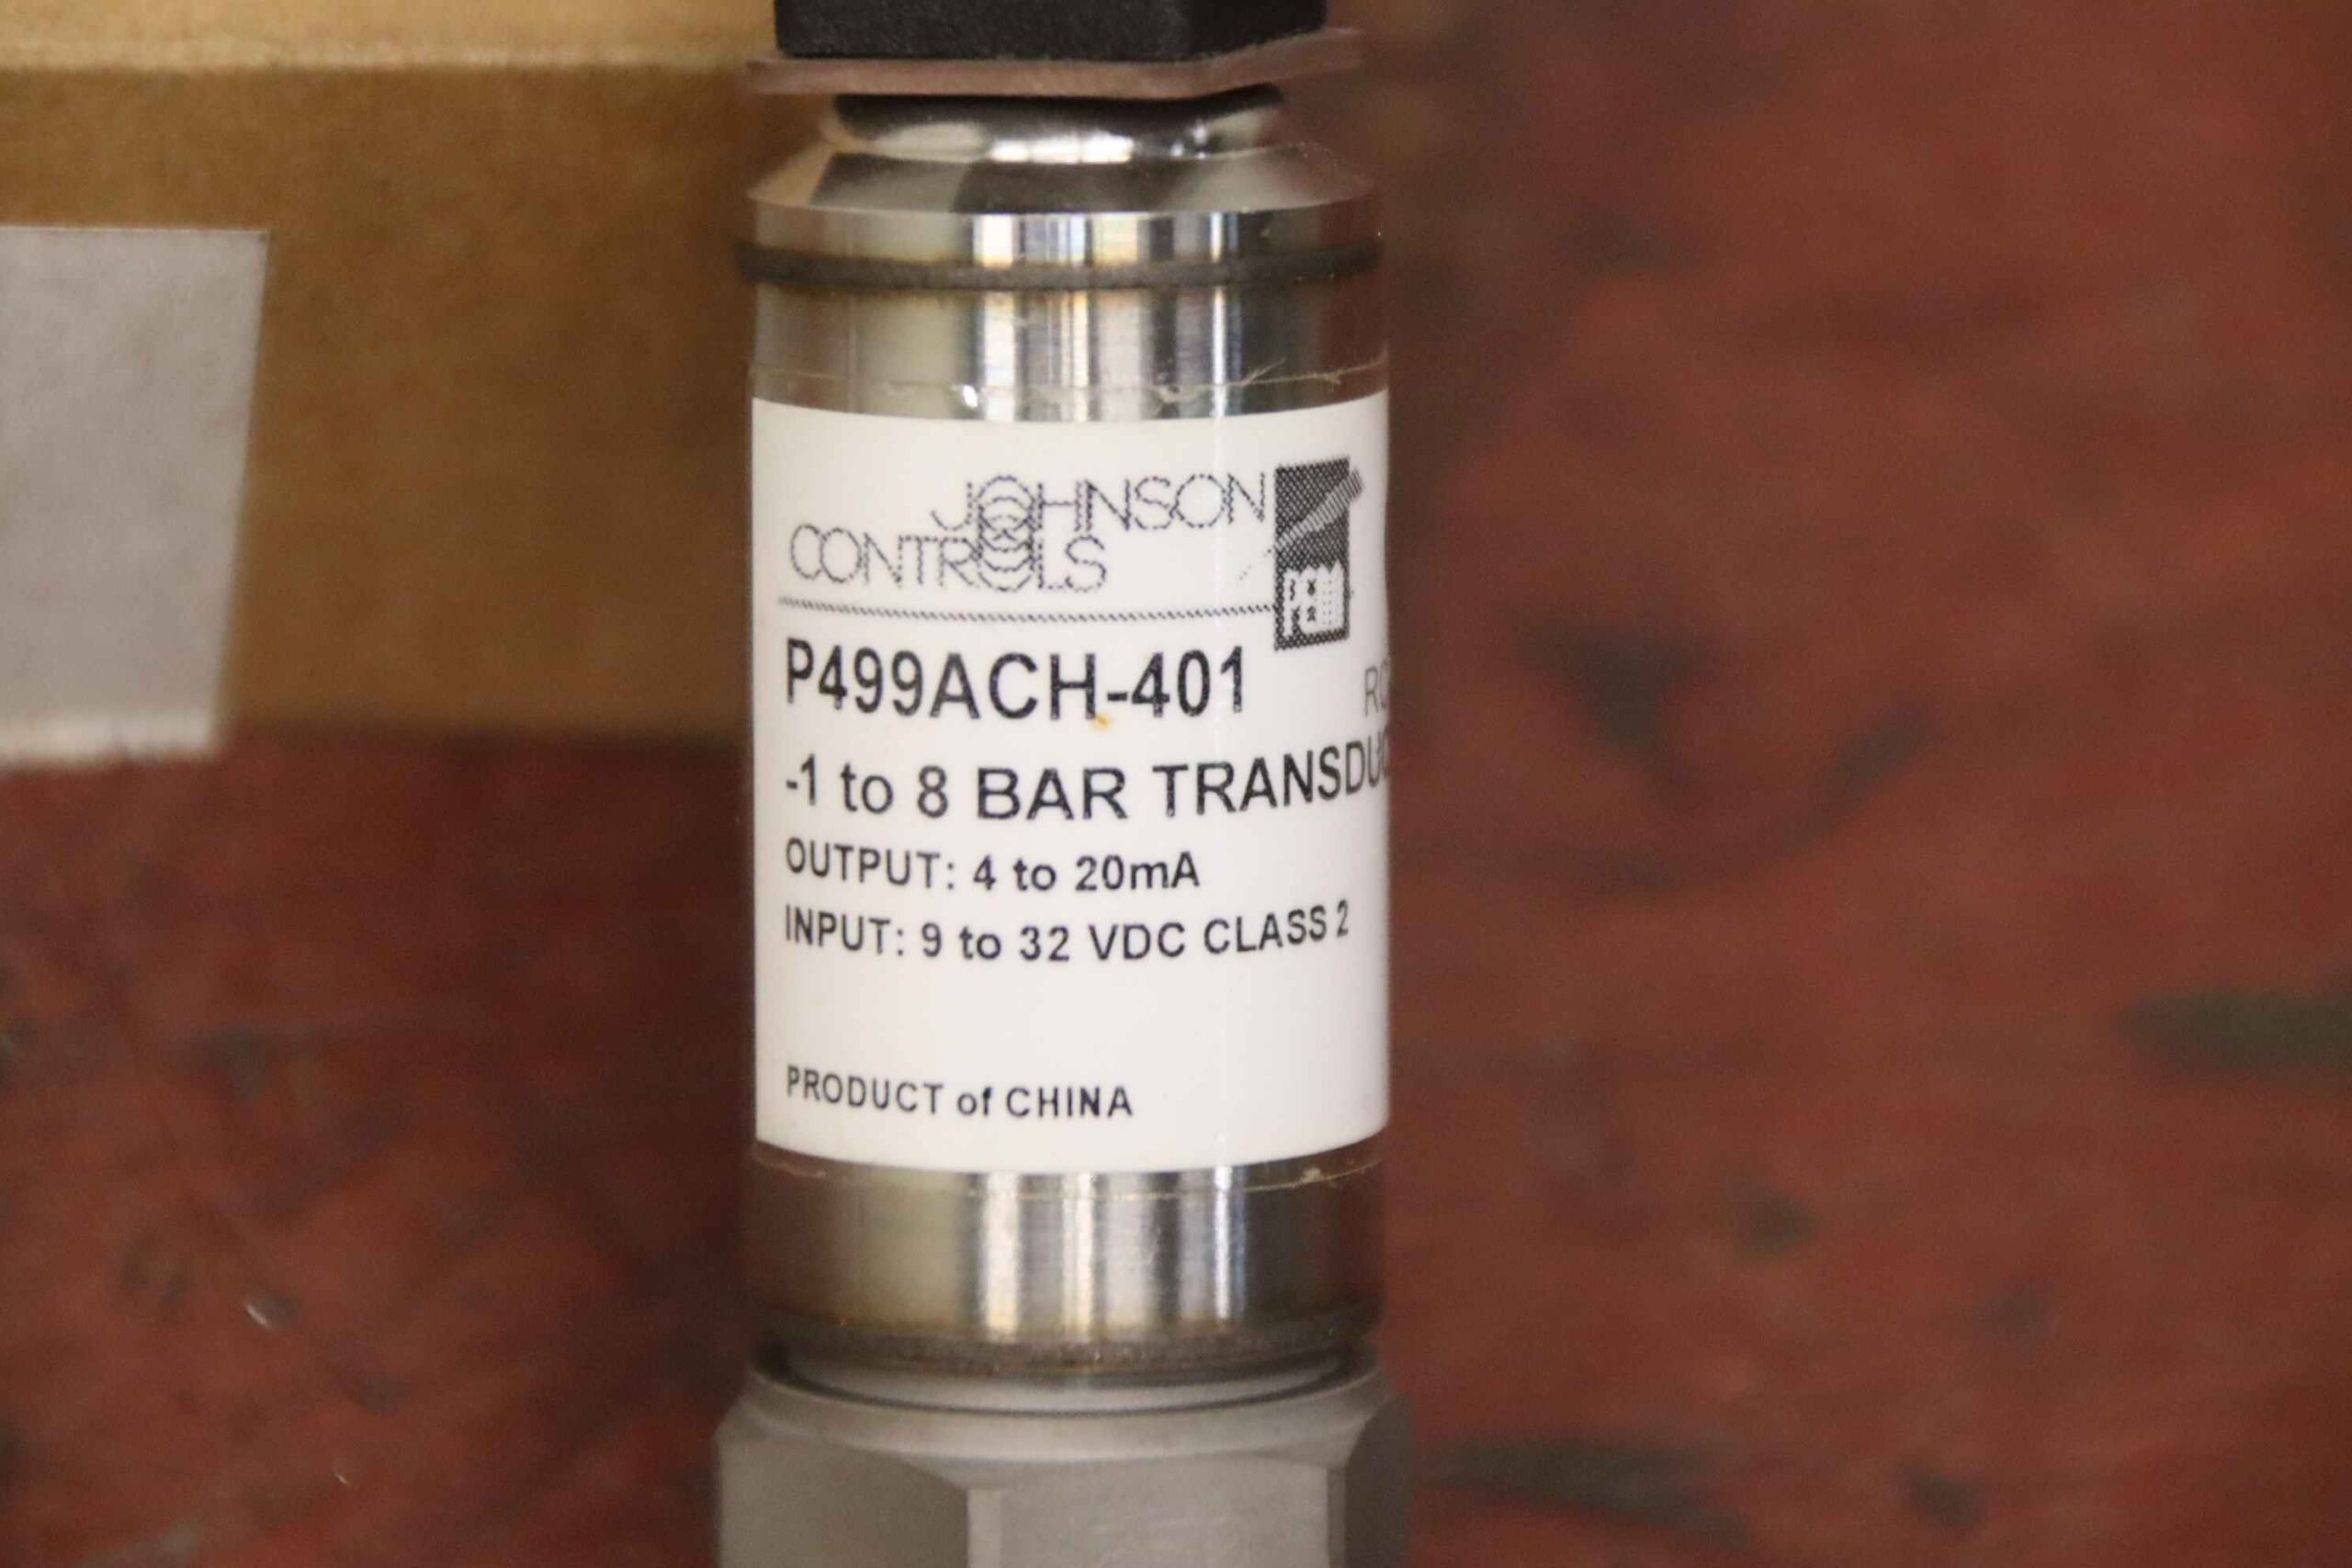 JOHNSON
CONTROLS
P499ACH-401
-1 to 8 BAR
OUTPUT: 4 to 20mA
INPUT: 9 to 32 VDC CLASS 2
PRODUCT of CHINA